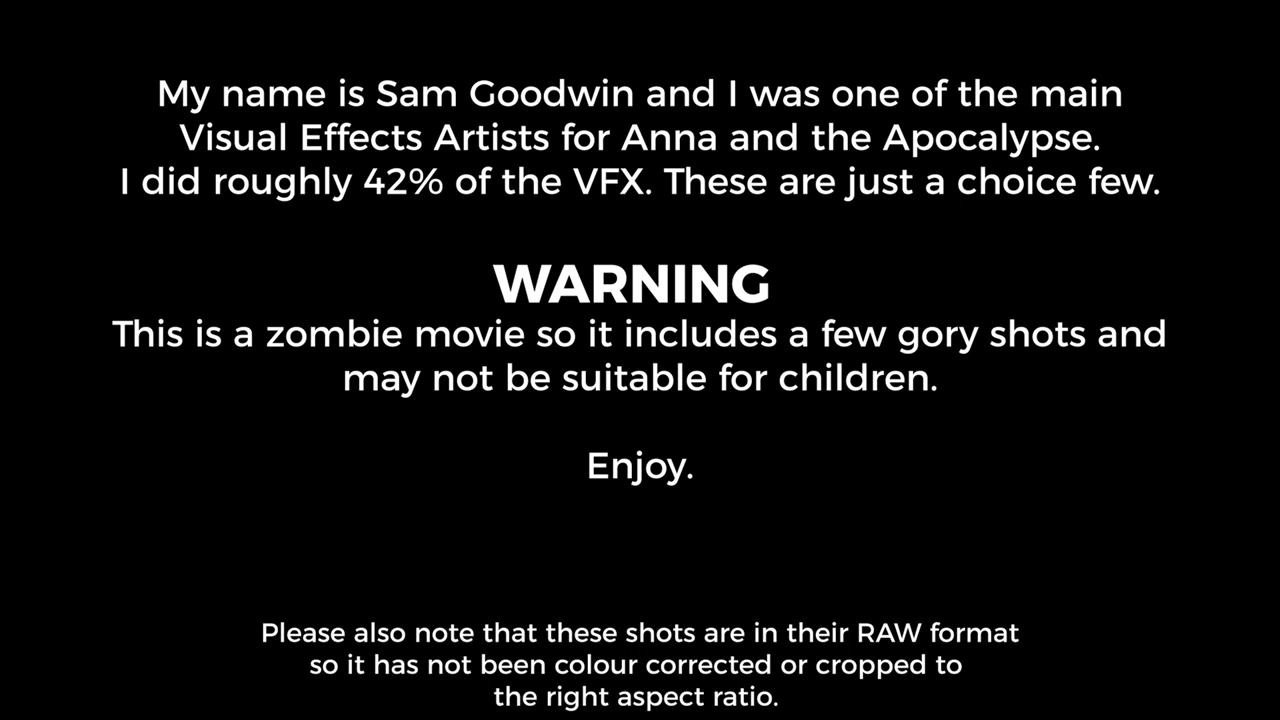 My name is Sam Goodwin and I was one of the main
Visual Effects Artists for Anna and the Apocalypse.
I did roughly 42% of the VFX. These are just a choice few.
WARNING
This is a zombie movie so it includes a few gory shots and
may not be suitable for children.
Enjoy.
Please also note that these shots are in their RAW format
so it has not been colour corrected or cropped to
the right aspect ratio.